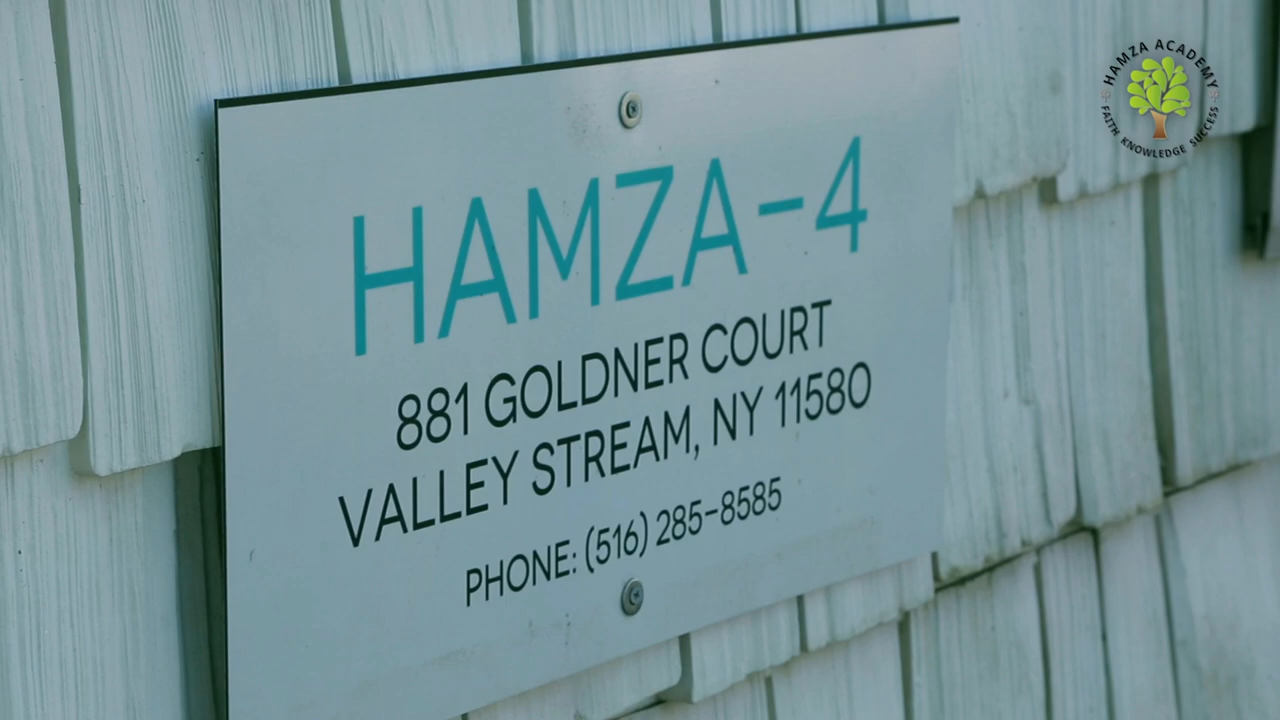 HAMZA-4
881 GOLDNER COURT
VALLEY STREAM, NY 11580
PHONE: (516) 285-8585
HAMZA ACADEMY
FAITH KNOWLEDGE SUCCESS